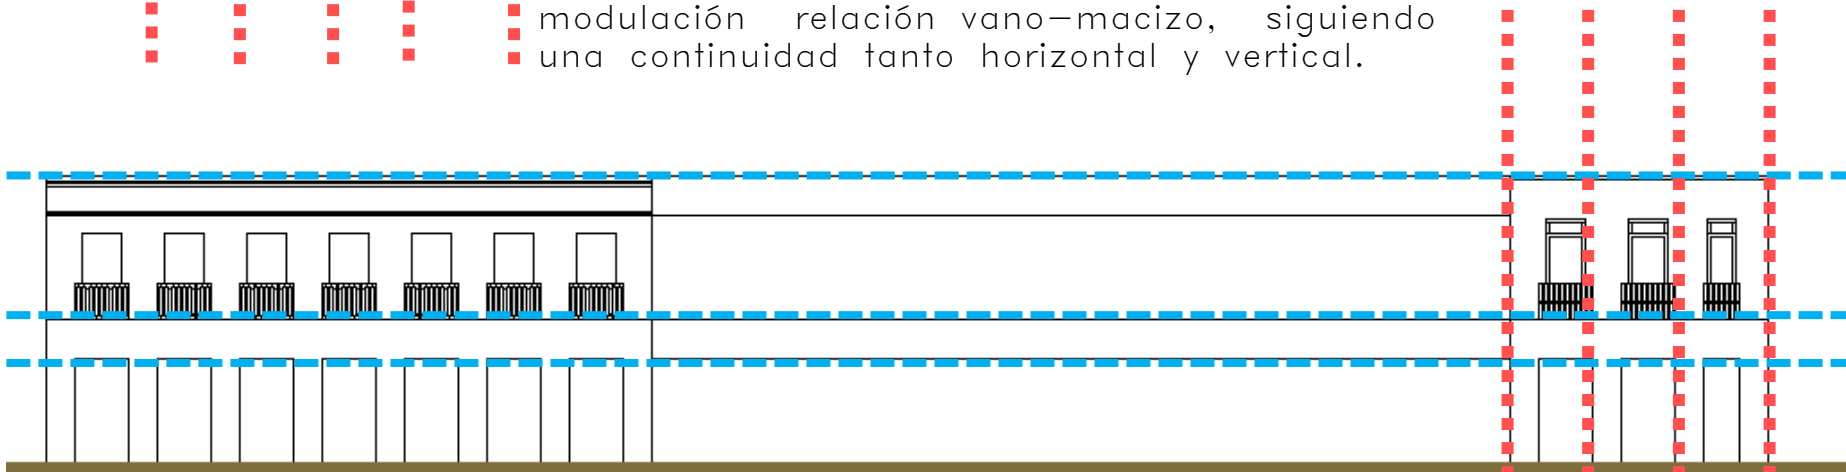 modulación relación vano-macizo, siguiendo
una continuidad tanto horizontal y vertical.